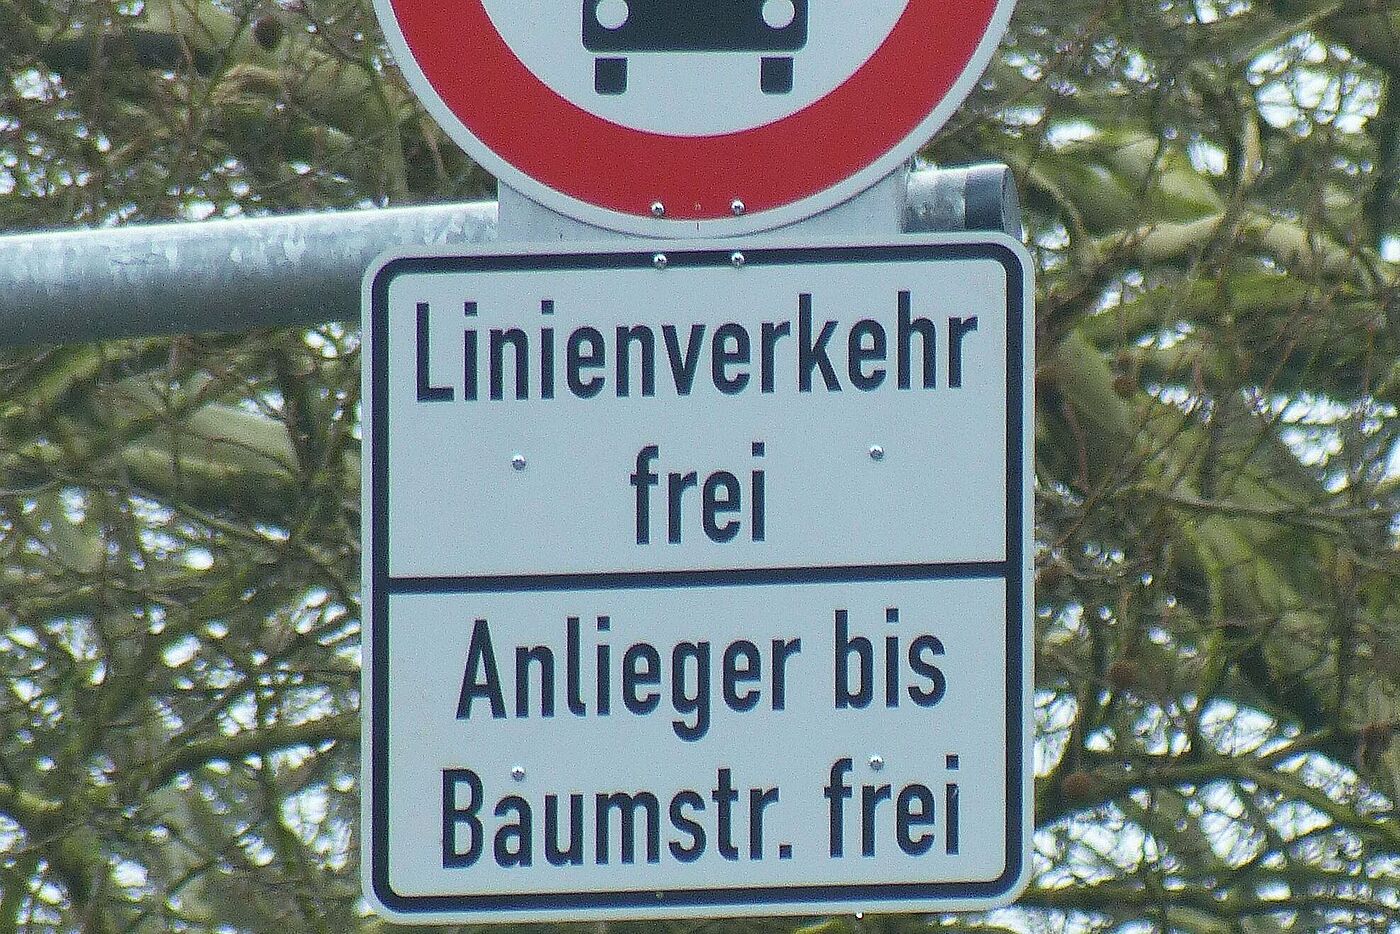 Linienverkehr
frei
Anlieger bis
Baumstr. frei